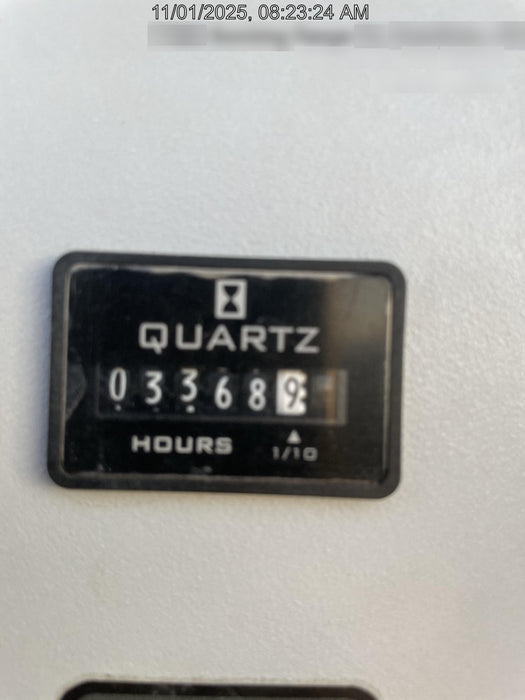 11/01/2025, 08:23:24 AM
QUARTZ
033689
HOURS
1/10